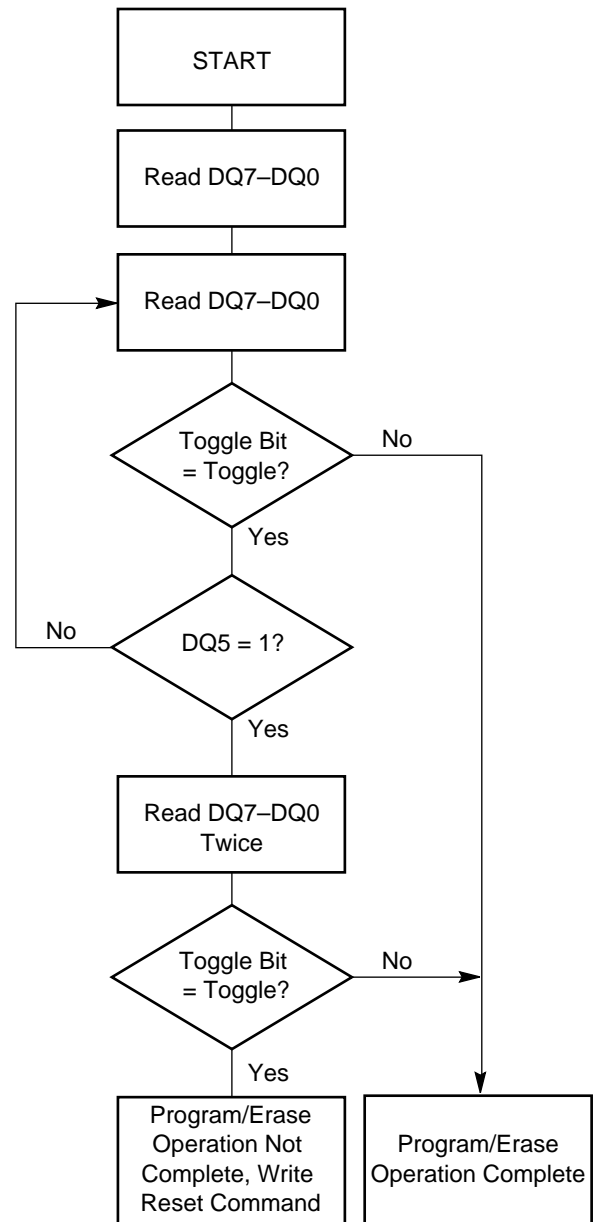 START
Read DQ7–DQ0
Read DQ7–DQ0
Toggle Bit
= Toggle?
No
Yes
DQ5 = 1?
No
Yes
Read DQ7–DQ0
Twice
Toggle Bit
= Toggle?
No
Yes
Program/Erase
Operation Not
Complete, Write
Reset Command
Program/Erase
Operation Complete